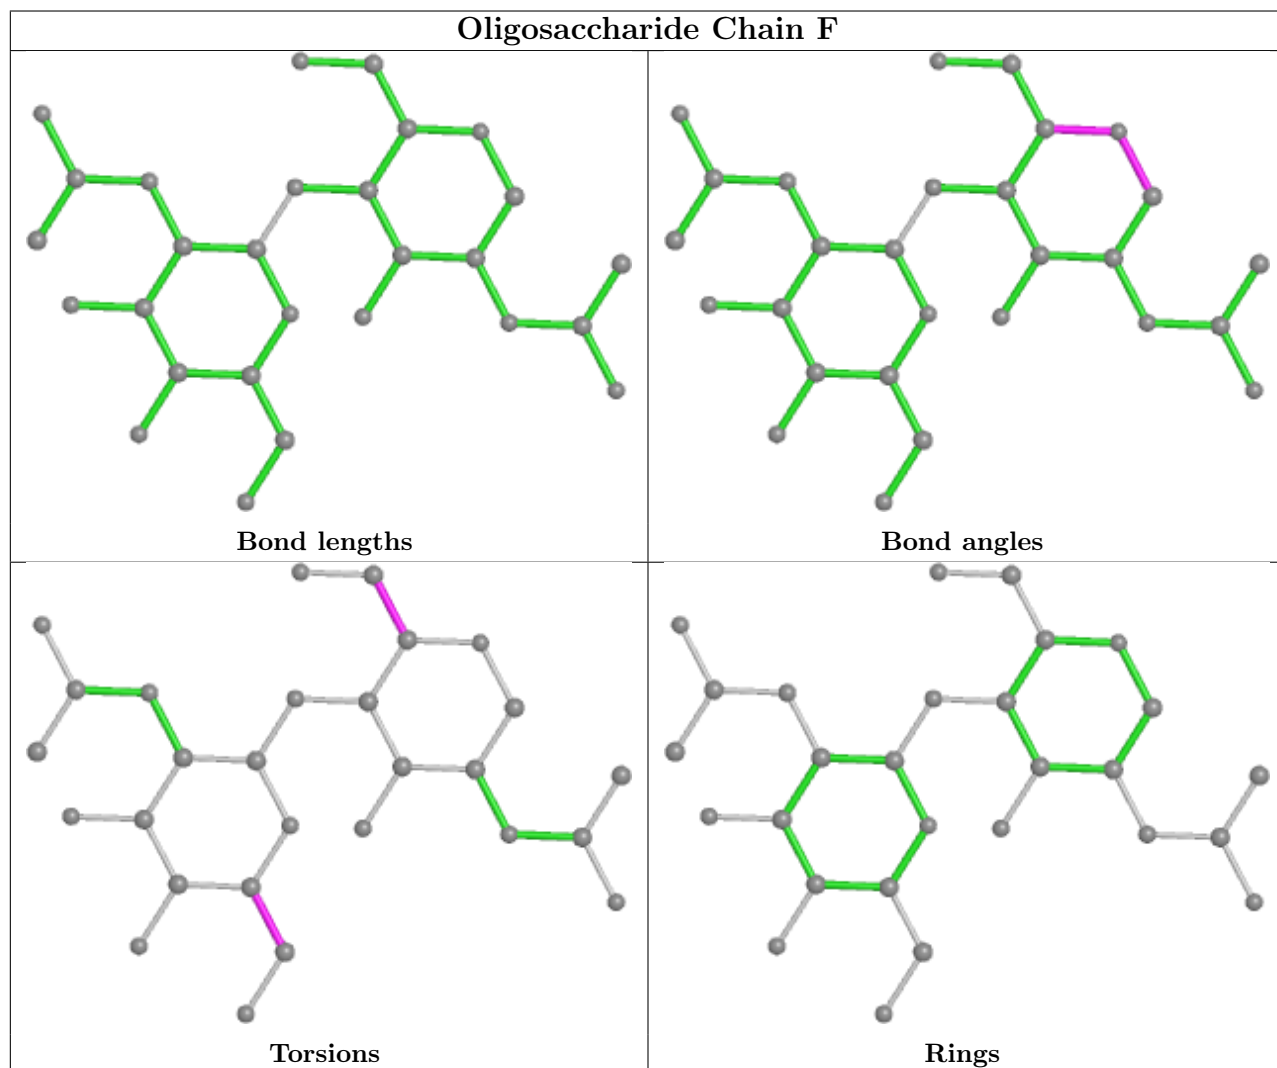 Oligosaccharide Chain F
Bond lengths
Bond angles
Torsions
Rings